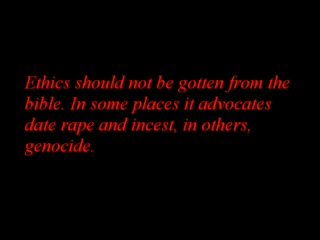 Ethics should not be gotten from the
bible. In some places it advocates
date rape and incest, in others,
genocide.